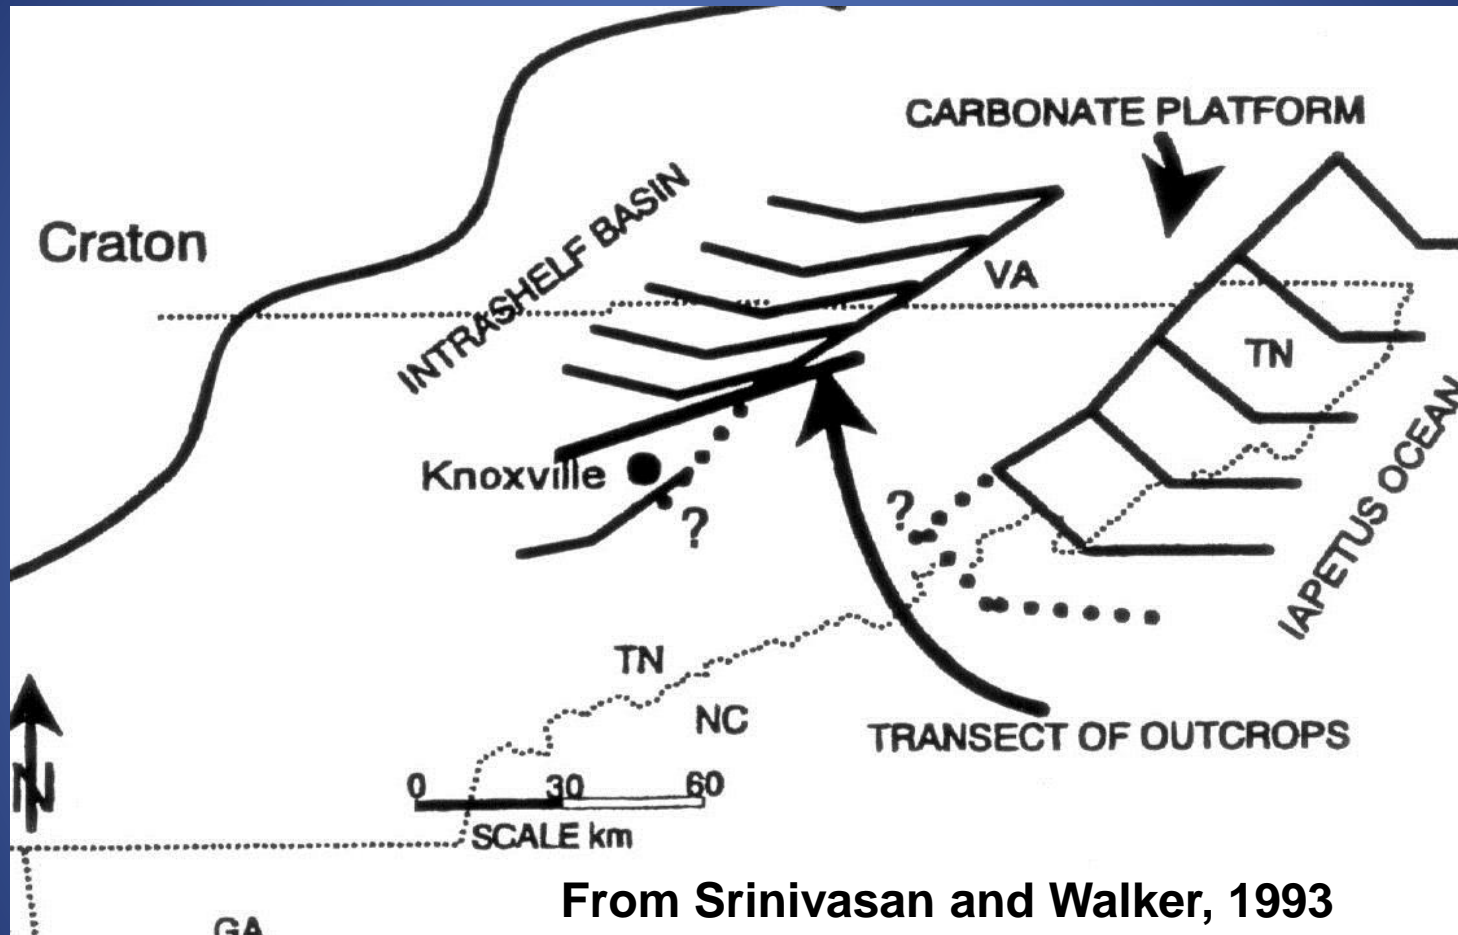 CARBONATE PLATFORM
Craton
INTRASHELF BASIN
VA
TN
IAPETUS OCEAN
Knoxville
?
?
TN
NC
TRANSECT OF OUTCROPS
N
0 30 60
SCALE km
GA
From Srinivasan and Walker, 1993